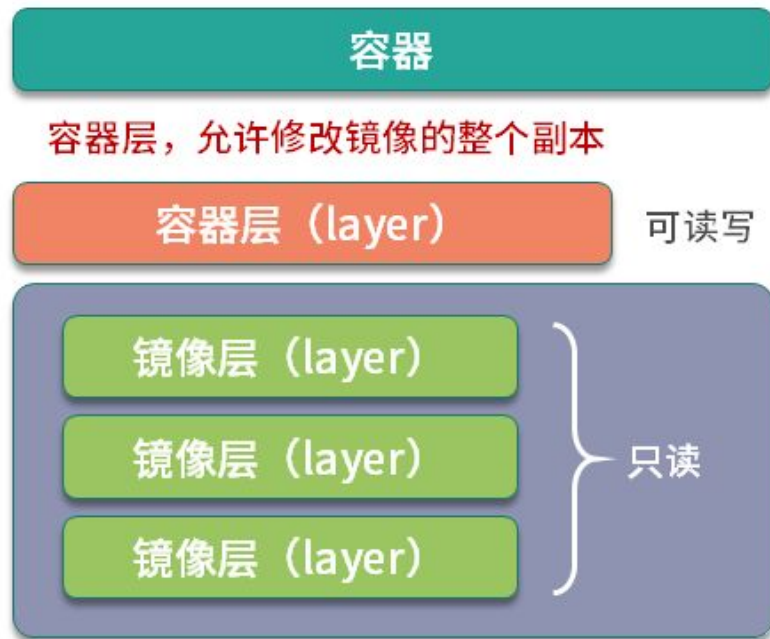 容器
容器层，允许修改镜像的整个副本
容器层（layer） 可读写
镜像层（layer）
镜像层（layer） 只读
镜像层（layer）